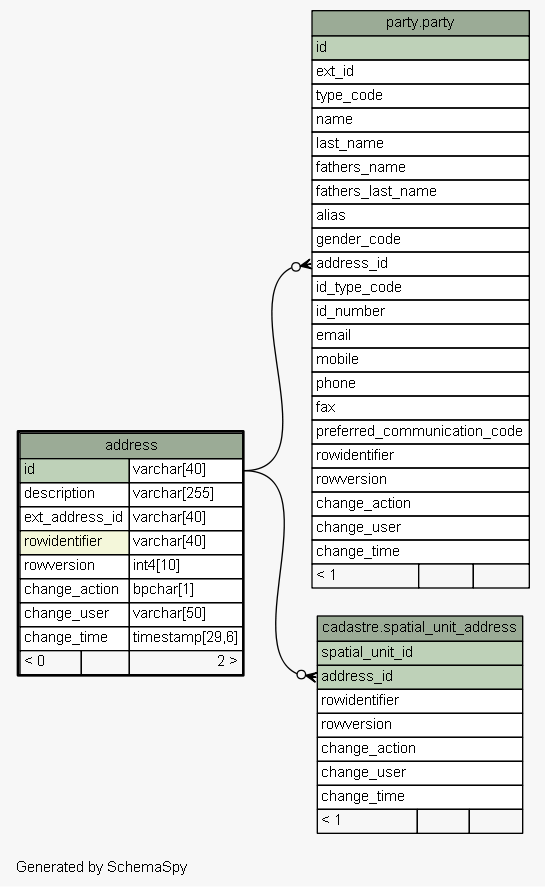 party.party
id
ext_id
type_code
name
last_name
fathers_name
fathers_last_name
alias
gender_code
address_id
id_type_code
id_number
email
mobile
phone
fax
preferred_communication_code
rowidentifier
rowversion
change_action
change_user
change_time
< 1
address
id varchar[40]
description varchar[255]
ext_address_id varchar[40]
rowidentifier varchar[40]
rowversion int4[10]
change_action bpchar[1]
change_user varchar[50]
change_time timestamp[29,6]
< 0 2 >
cadastre.spatial_unit_address
spatial_unit_id
address_id
rowidentifier
rowversion
change_action
change_user
change_time
< 1
Generated by SchemaSpy